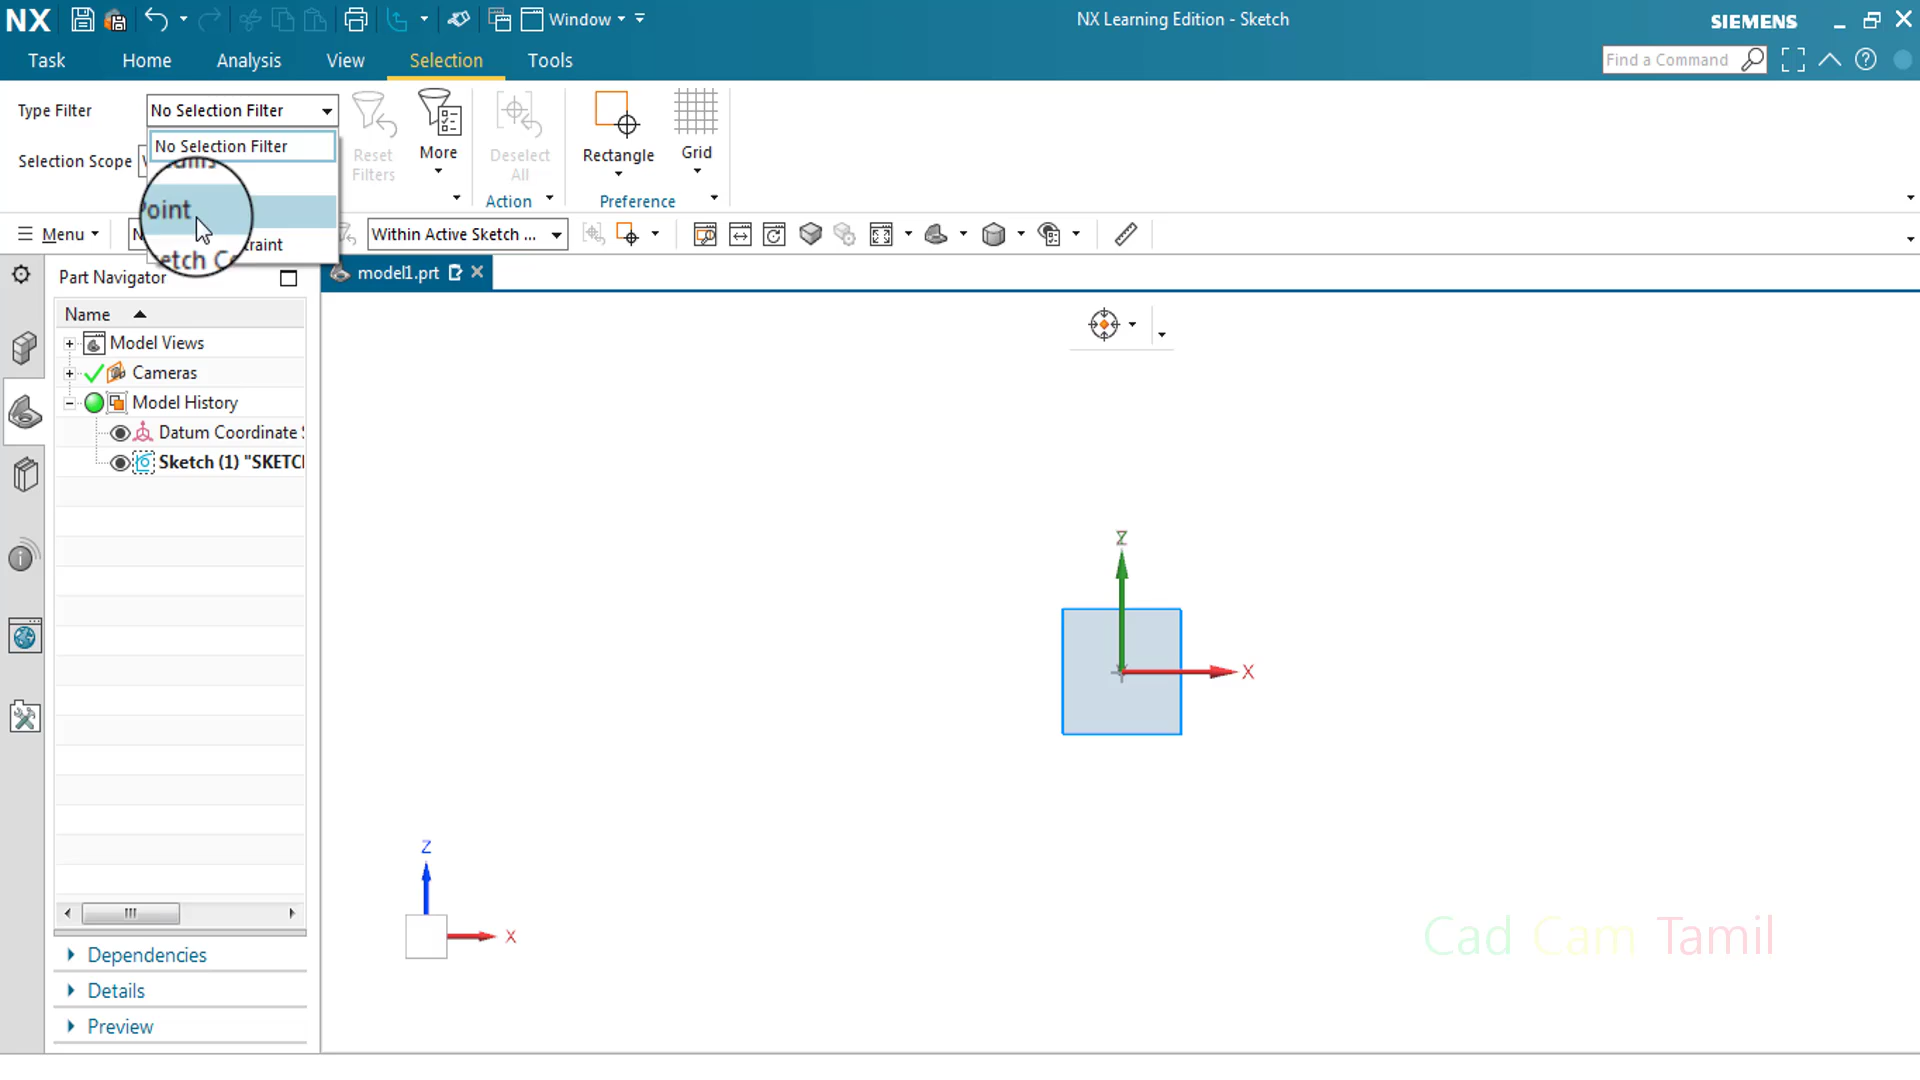 NX
Window
NX Learning Edition - Sketch
SIEMENS
Task
Home
Analysis
View
Selection
Tools
Find a Command
Type Filter
No Selection Filter
No Selection Filter
Selection Scope
Point
Reset Filters
More
Deselect All
Action
Rectangle
Grid
Preference
Menu
Within Active Sketch ...
Part Navigator
model1.prt
Name
Model Views
Cameras
Model History
Datum Coordinate
Sketch (1) "SKETCH
Z
X
Z
X
Cad Cam Tamil
Dependencies
Details
Preview